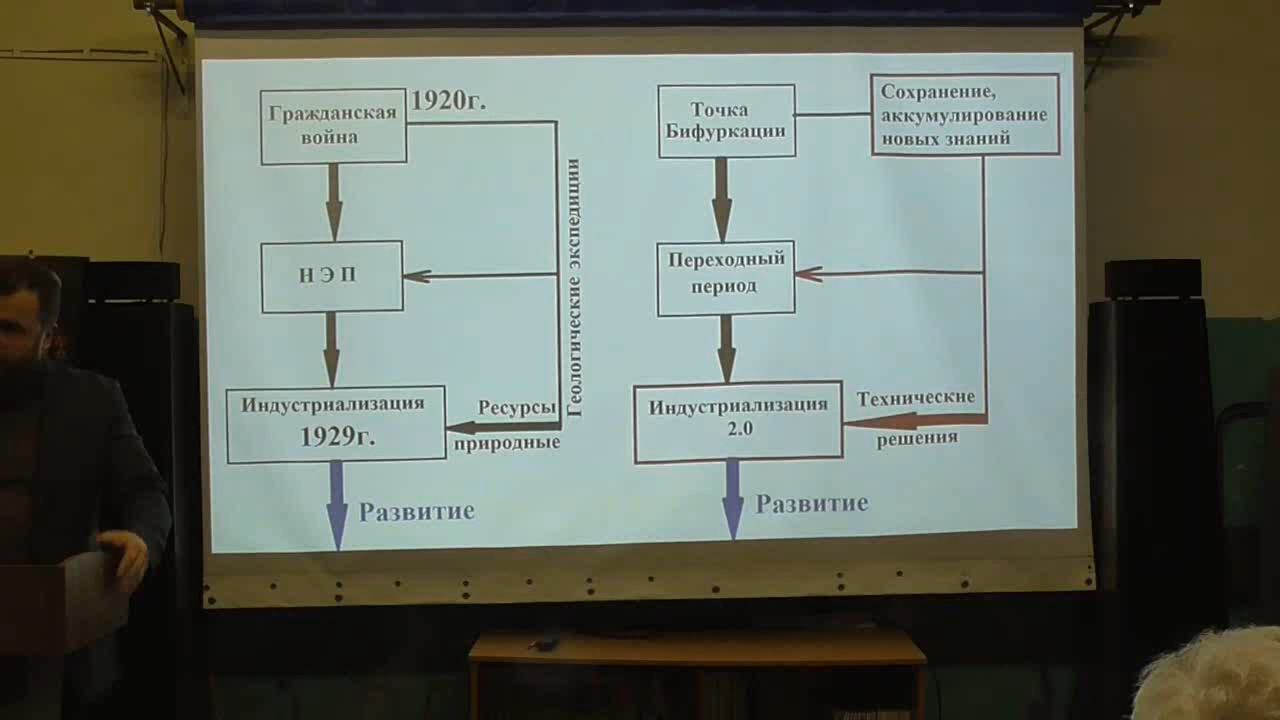 Гражданская
война
1920г.
Н Э П
Геологические экспедиции
Индустриализация
1929г.
Ресурсы
природные
Развитие
Точка
Бифуркации
Сохранение,
аккумулирование
новых знаний
Переходный
период
Индустриализация
2.0
Технические
решения
Развитие